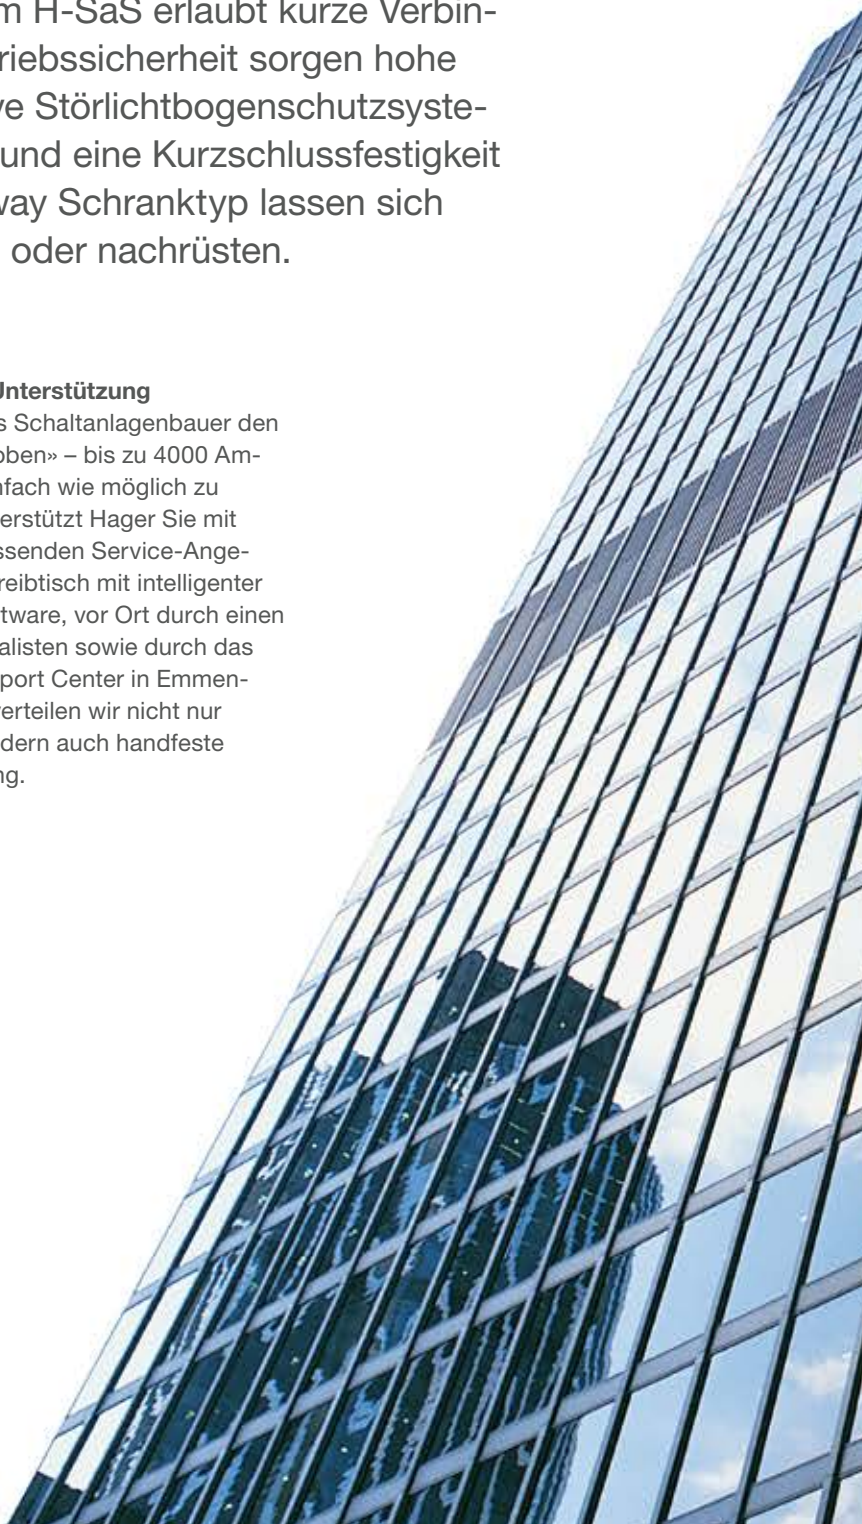 m H-SaS erlaubt kurze Verbin-
riebssicherheit sorgen hohe
ve Störlichtbogenschutzsyste-
und eine Kurzschlussfestigkeit
way Schranktyp lassen sich
oder nachrüsten.
Unterstützung
s Schaltanlagenbauer den
oben» – bis zu 4000 Am-
nfach wie möglich zu
erstützt Hager Sie mit
ssenden Service-Ange-
reibtisch mit intelligenter
tware, vor Ort durch einen
alisten sowie durch das
port Center in Emmen-
verteilen wir nicht nur
dern auch handfeste
ng.